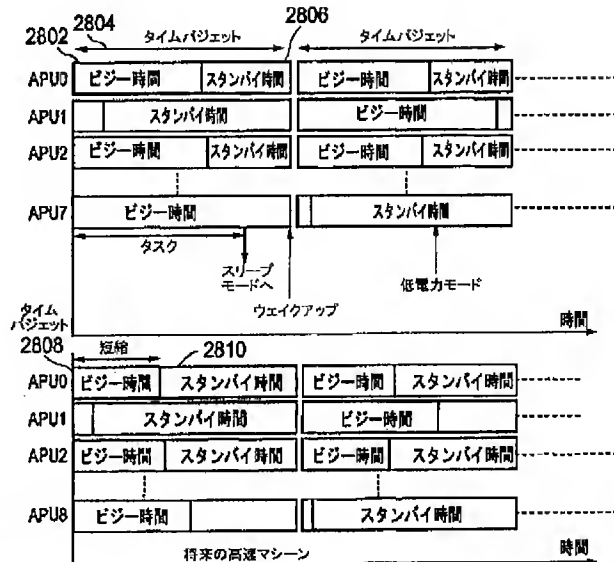 2804 2806
2802 タイムバジェット タイムバジェット
APU0 ビジー時間 スタンバイ時間 ビジー時間 スタンバイ時間
APU1 スタンバイ時間 ビジー時間
APU2 ビジー時間 スタンバイ時間 ビジー時間 スタンバイ時間
APU7 ビジー時間 スタンバイ時間
タスク
スリープ
モードへ
ウェイクアップ
低電力モード
タイム
バジェット
時間
2808 短縮 2810
APU0 ビジー時間 スタンバイ時間 ビジー時間 スタンバイ時間
APU1 スタンバイ時間 ビジー時間
APU2 ビジー時間 スタンバイ時間 ビジー時間 スタンバイ時間
APU8 ビジー時間 スタンバイ時間
将来の高速マシーン
時間